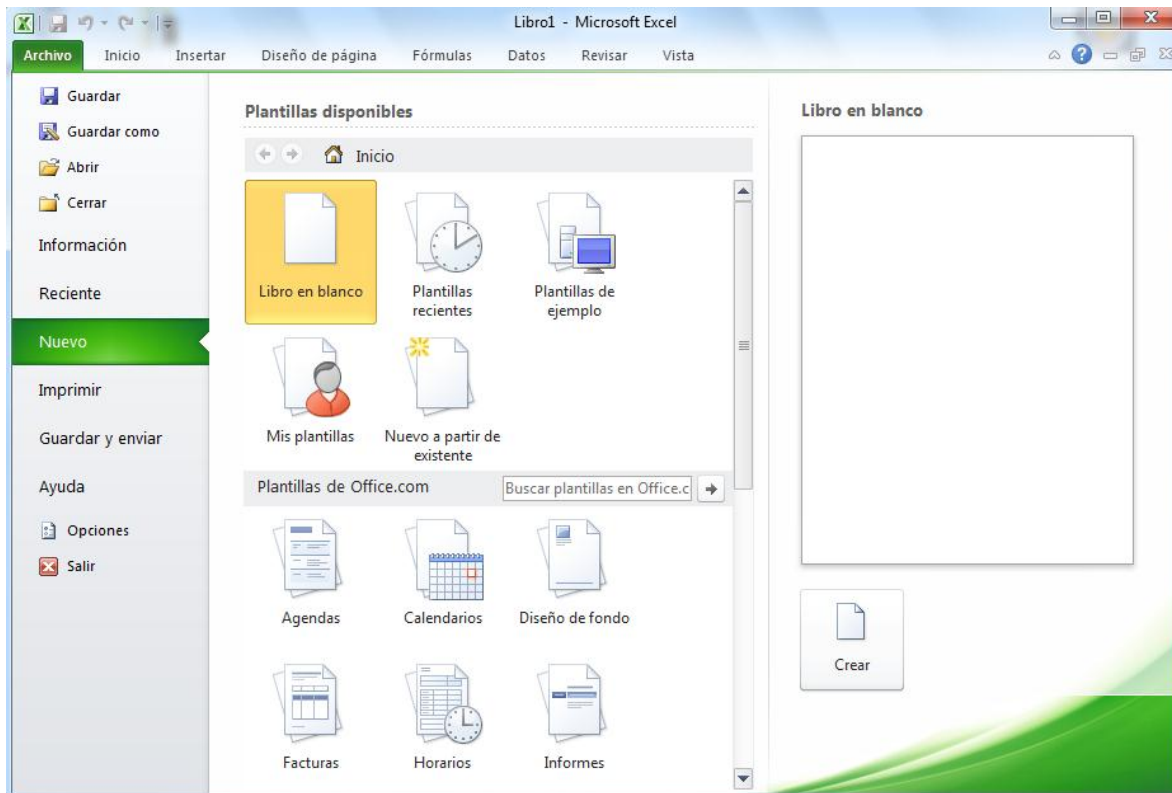 Libro1 - Microsoft Excel
Archivo Inicio Insertar Diseño de página Fórmulas Datos Revisar Vista
Guardar
Guardar como
Abrir
Cerrar
Información
Reciente
Nuevo
Imprimir
Guardar y enviar
Ayuda
Opciones
Salir
Plantillas disponibles
Inicio
Libro en blanco
Plantillas
recientes
Plantillas de
ejemplo
Mis plantillas
Nuevo a partir de
existente
Plantillas de Office.com
Buscar plantillas en Office.c
Agendas
Calendarios
Diseño de fondo
Facturas
Horarios
Informes
Libro en blanco
Crear